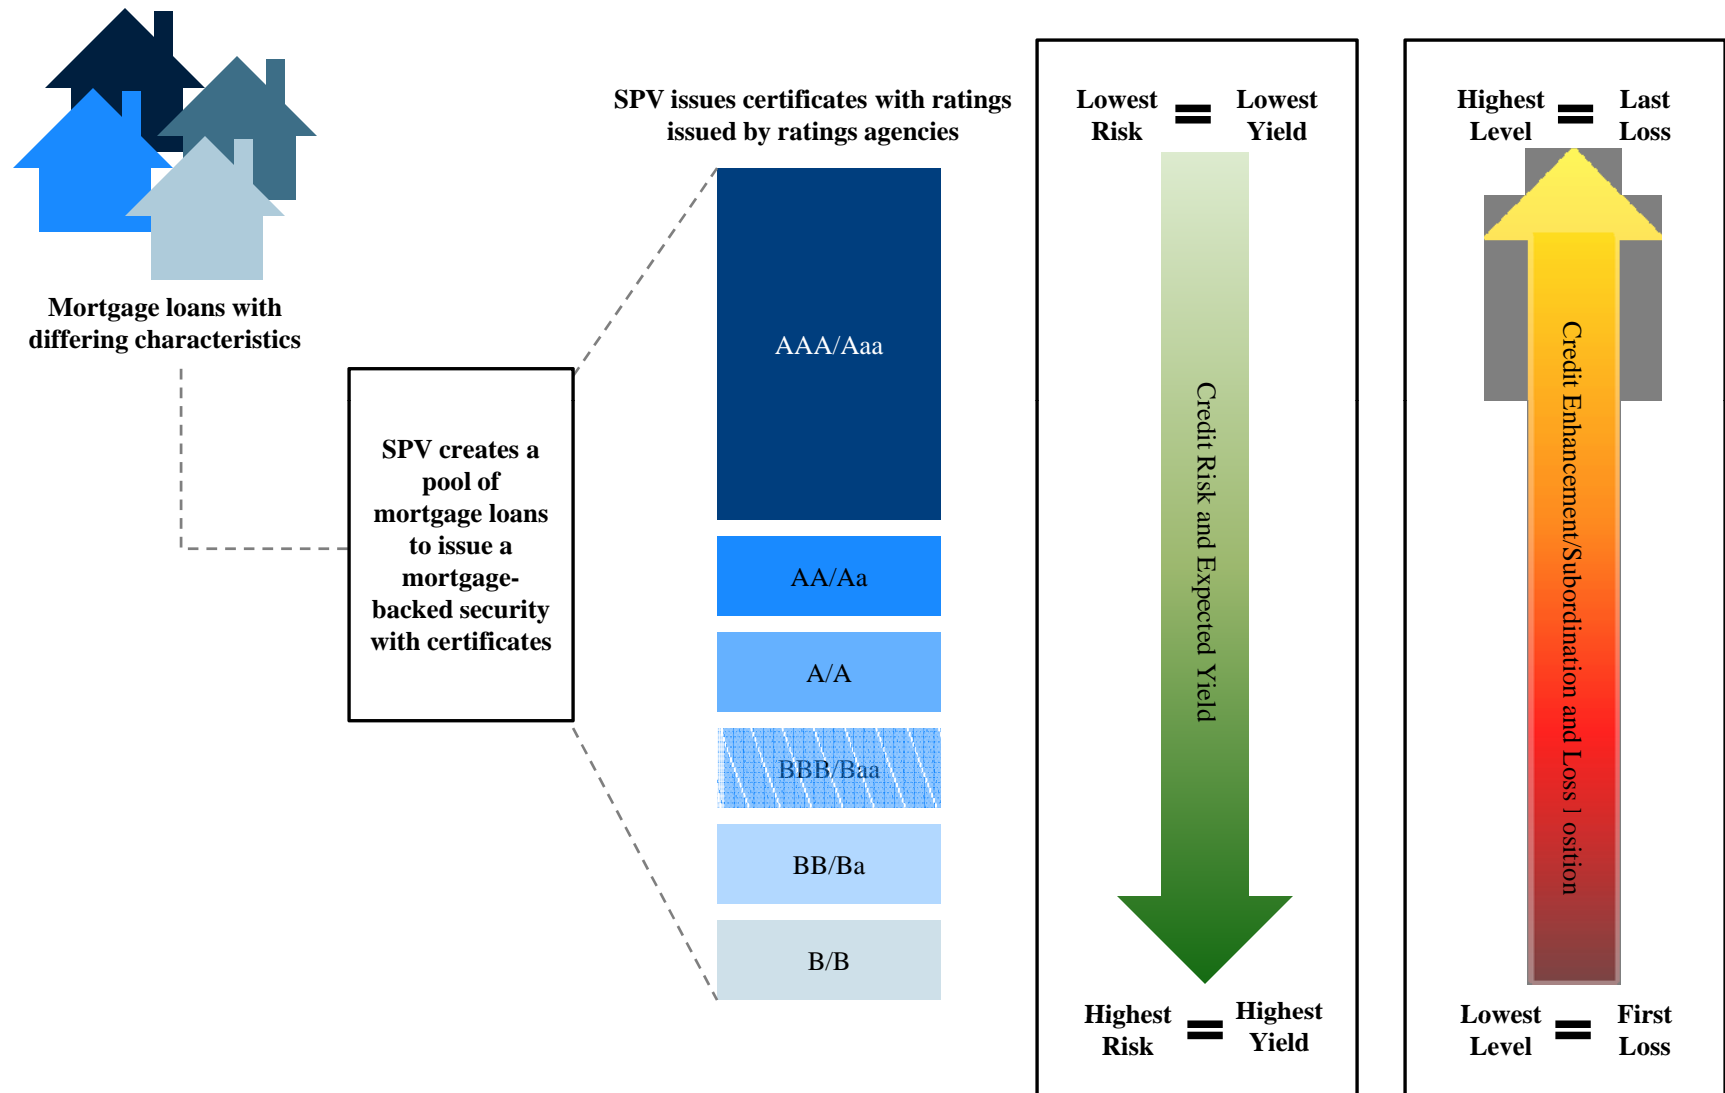 Mortgage loans with
differing characteristics
SPV creates a
pool of
mortgage loans
to issue a
mortgage-
backed security
with certificates
SPV issues certificates with ratings
issued by ratings agencies
AAA/Aaa
AA/Aa
A/A
BBB/Baa
BB/Ba
B/B
Lowest
Risk
=
Lowest
Yield
Credit Risk and Expected Yield
Highest
Risk
=
Highest
Yield
Highest
Level
=
Last
Loss
Credit Enhancement/Subordination and Loss l osition
Lowest
Level
=
First
Loss